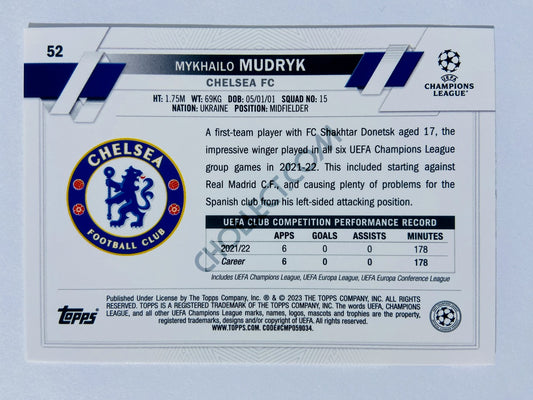 52
MYKHAILO MUDRYK
CHELSEA FC
UEFA
CHAMPIONS
LEAGUE
HT: 1.75M WT: 69KG DOB: 05/01/01 SQUAD NO: 15
NATION: UKRAINE POSITION: MIDFIELDER
CHELSEA
FOOTBALL CLUB
A first-team player with FC Shakhtar Donetsk aged 17, the
impressive winger played in all six UEFA Champions League
group games in 2021-22. This included starting against
Real Madrid C.F., and causing plenty of problems for the
Spanish club from his left-sided attacking position.
CHOLLECT.COM
UEFA CLUB COMPETITION PERFORMANCE RECORD
APPS GOALS ASSISTS MINUTES
2021/22 6 0 0 178
Career 6 0 0 178
Includes UEFA Champions League, UEFA Europa League, UEFA Europa Conference League
Topps
Published Under License by The Topps Company, Inc. ® & © 2023 THE TOPPS COMPANY, INC. ALL RIGHTS
RESERVED. TOPPS IS A REGISTERED TRADEMARK OF THE TOPPS COMPANY, INC. The words UEFA, CHAMPIONS
LEAGUE, and all other UEFA Champions League marks, names, logos, mascots and trophies are the property,
registered trademarks, designs and/or copyright of UEFA. All rights reserved.
WWW.TOPPS.COM. CODE#CMP059034.